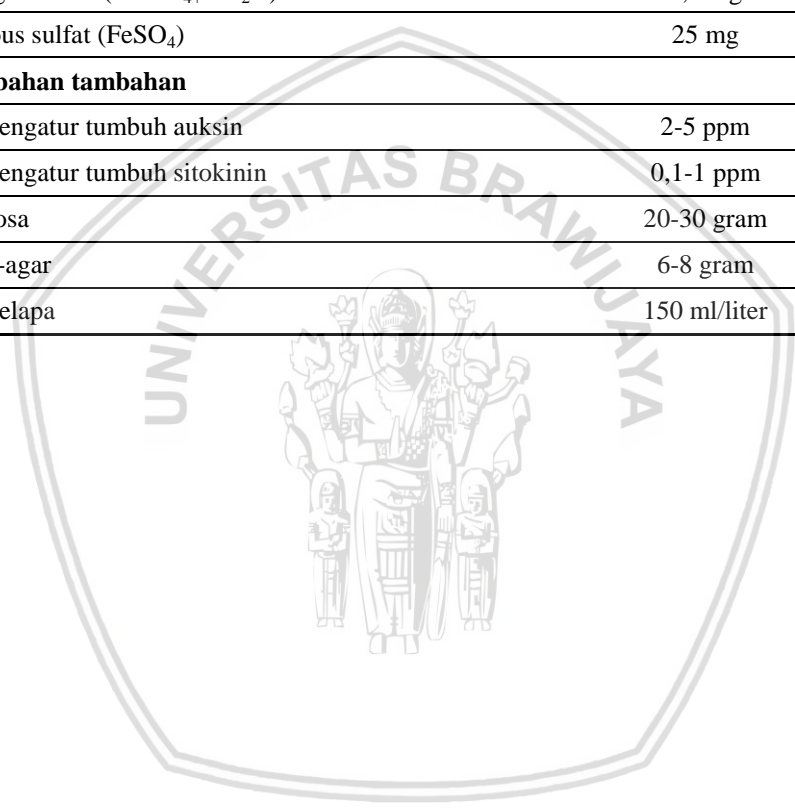 pus sulfat (FeSO₄) 25 mg
bahan tambahan
engatur tumbuh auksin 2-5 ppm
engatur tumbuh sitokinin 0,1-1 ppm
osa 20-30 gram
-agar 6-8 gram
elapa 150 ml/liter
UNIVERSITAS BRAWIJAYA